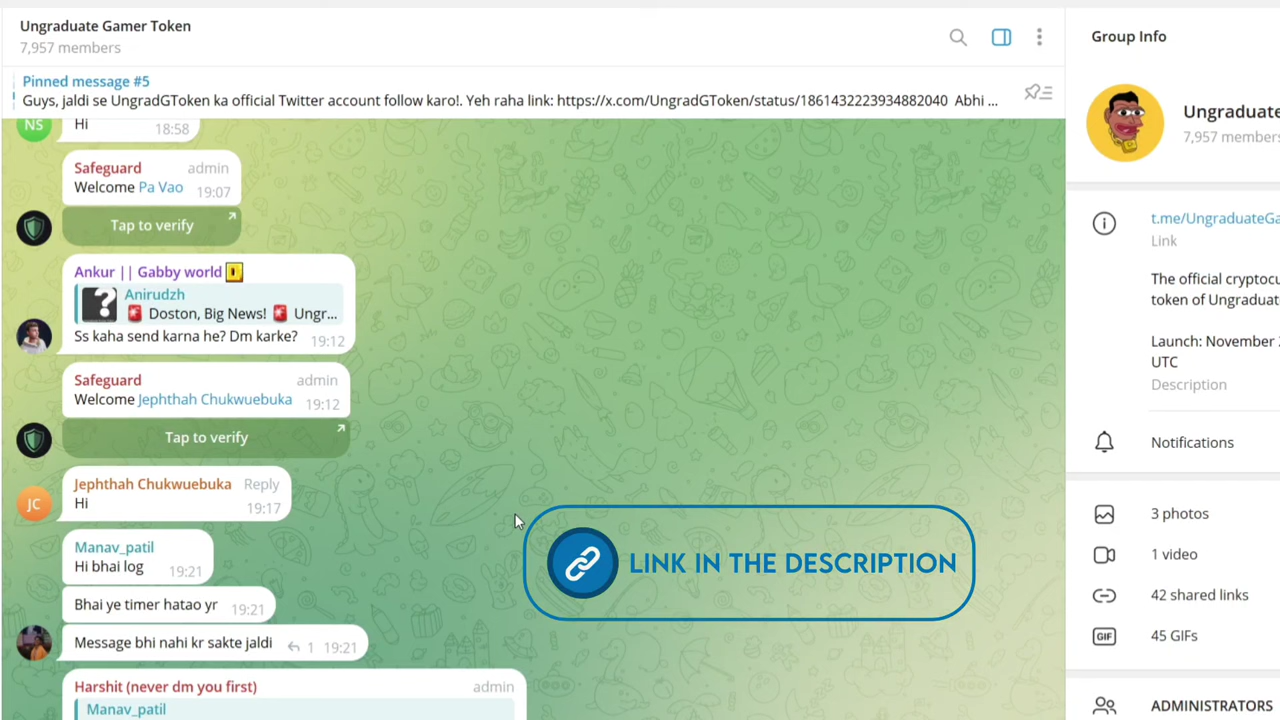 Ungraduate Gamer Token
7,957 members
Pinned message #5
Guys, jaldi se UngradGToken ka official Twitter account follow karo!. Yeh raha link: https://x.com/UngradGToken/status/1861432223934882040 Abhi ...
NS
Hi
18:58
Safeguard admin
Welcome Pa Vao 19:07
Tap to verify
Ankur || Gabby world
Anirudzh
🚨 Doston, Big News! 🚨 Ungr...
Ss kaha send karna he? Dm karke? 19:12
Safeguard admin
Welcome Jephthah Chukwuebuka 19:12
Tap to verify
Jephthah Chukwuebuka Reply
JC
Hi
19:17
Manav_patil
Hi bhai log 19:21
Bhai ye timer hatao yr 19:21
Message bhi nahi kr sakte jaldi 1 19:21
Harshit (never dm you first) admin
Manav_patil
LINK IN THE DESCRIPTION
Group Info
Ungraduate
7,957 members
t.me/UngraduateGa
Link
The official cryptocu
token of Ungraduat
Launch: November
UTC
Description
Notifications
3 photos
1 video
42 shared links
GIF
45 GIFs
ADMINISTRATORS